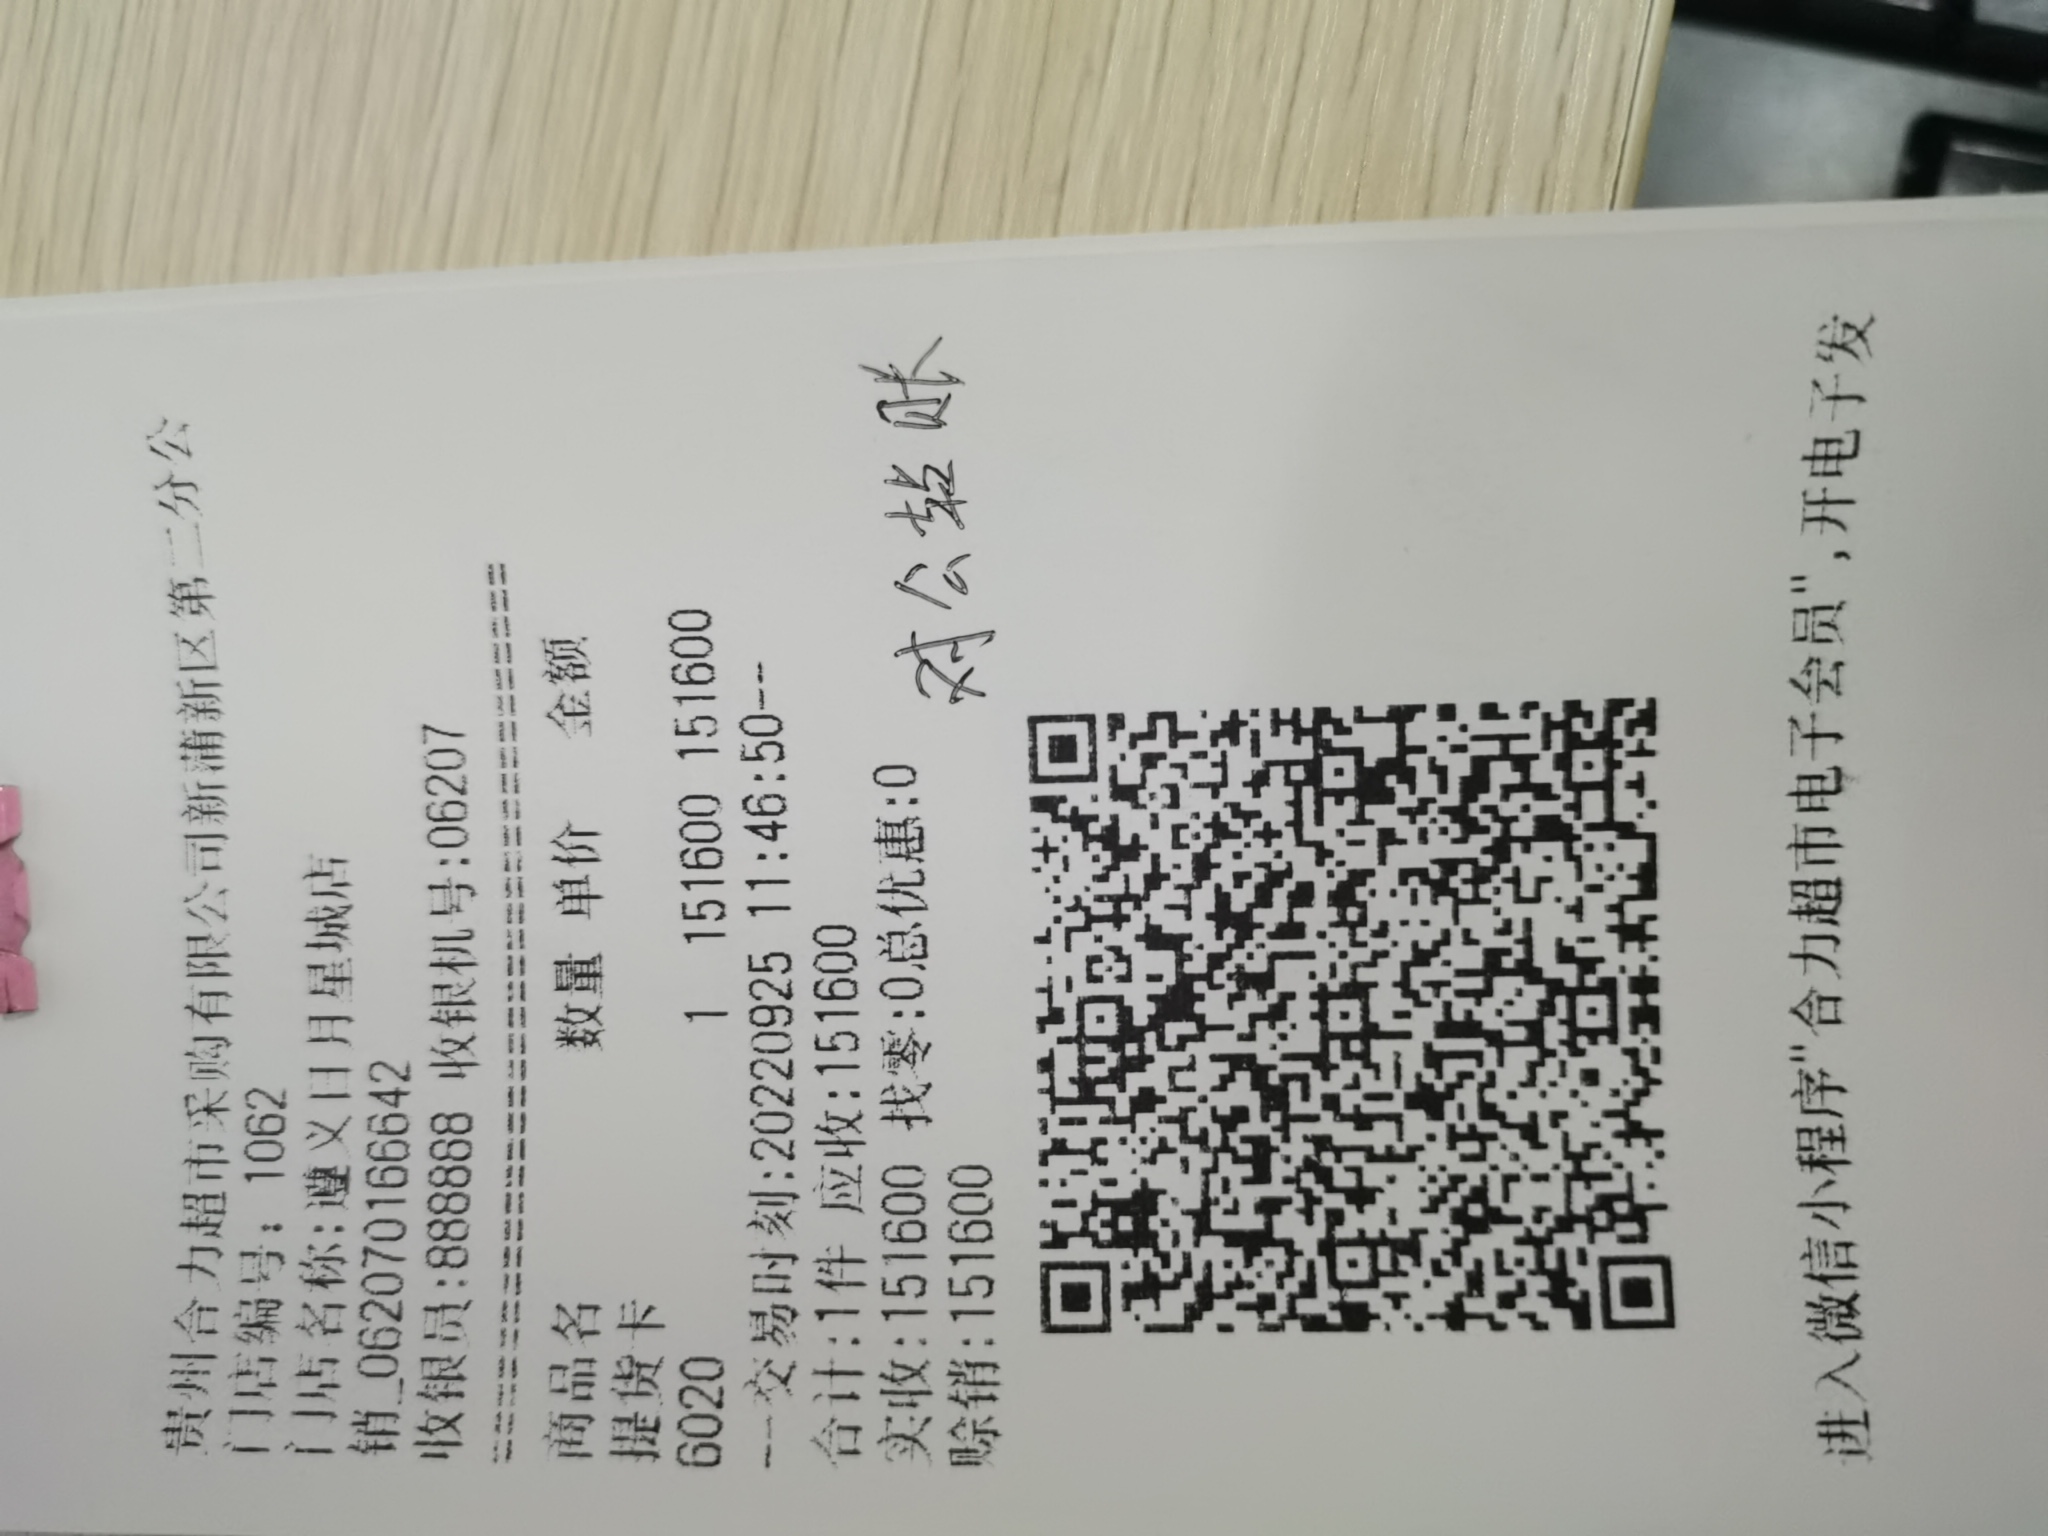 贵州合力超市采购有限公司新蒲新区第二分公
门店编号: 1062
门店名称:遵义日月星城店
销_0620701666​42
收银员:888888 收银机号:06207
==========================================
商品名 数量 单价 金额
提货卡
6020 1 151600 151600
---交易时刻:20220925 11:46:50---
合计:1件 应收:151600
实收:151600 找零:0总优惠:0
赊销:151600
对公转账
进入微信小程序"合力超市电子会员",开电子发